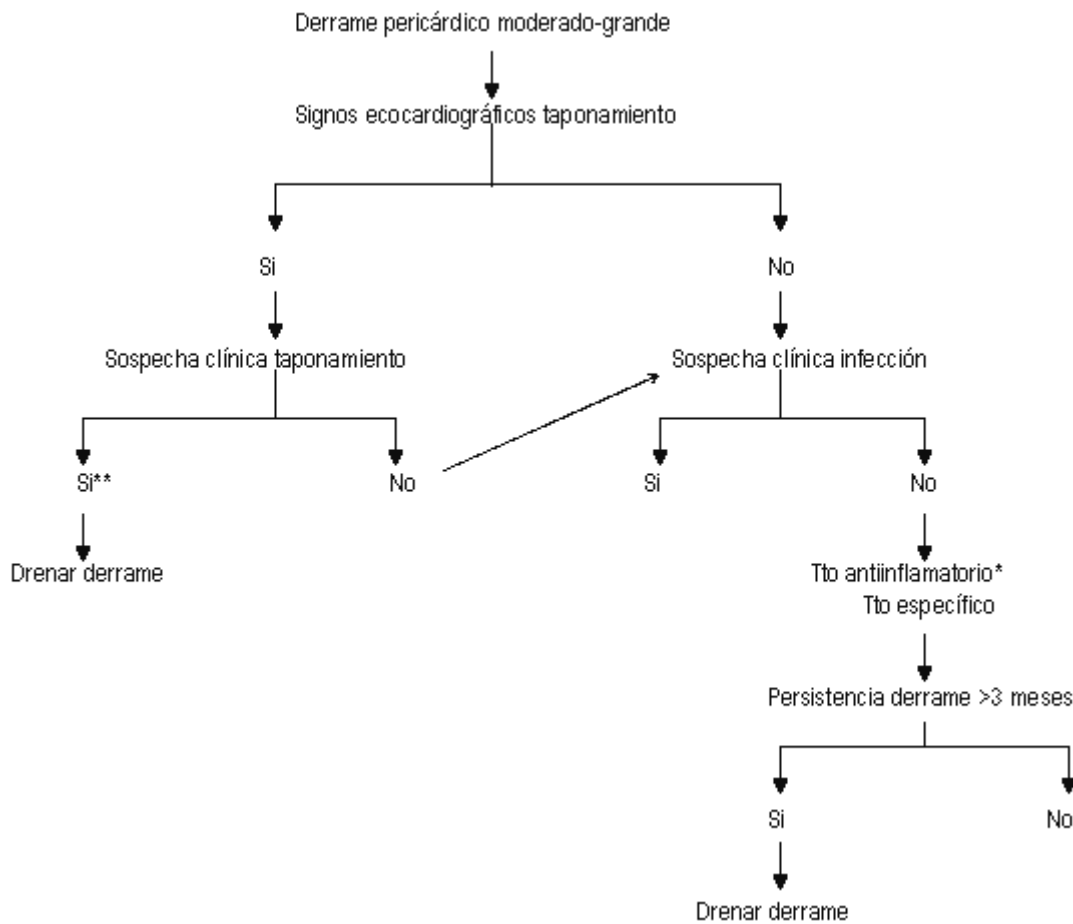 Derrame pericárdico moderado-grande
Signos ecocardiográficos taponamiento
Si
No
Sospecha clínica taponamiento
Sospecha clínica infección
Si**
No
Si
No
Drenar derrame
Tto antiinflamatorio*
Tto específico
Persistencia derrame >3 meses
Si
No
Drenar derrame